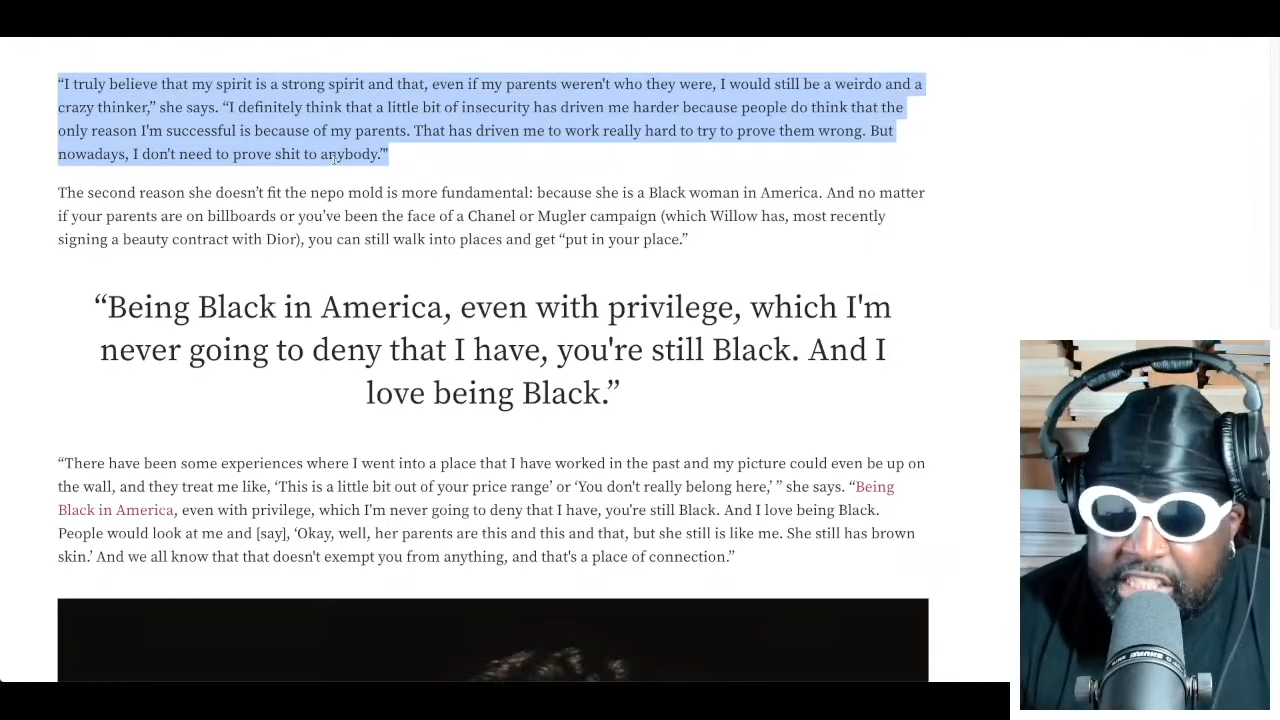 “I truly believe that my spirit is a strong spirit and that, even if my parents weren't who they were, I would still be a weirdo and a
crazy thinker,” she says. “I definitely think that a little bit of insecurity has driven me harder because people do think that the
only reason I'm successful is because of my parents. That has driven me to work really hard to try to prove them wrong. But
nowadays, I don't need to prove shit to anybody.”"
The second reason she doesn’t fit the nepo mold is more fundamental: because she is a Black woman in America. And no matter
if your parents are on billboards or you’ve been the face of a Chanel or Mugler campaign (which Willow has, most recently
signing a beauty contract with Dior), you can still walk into places and get “put in your place.”
“Being Black in America, even with privilege, which I'm
never going to deny that I have, you're still Black. And I
love being Black.”
“There have been some experiences where I went into a place that I have worked in the past and my picture could even be up on
the wall, and they treat me like, ‘This is a little bit out of your price range’ or ‘You don't really belong here,’ ” she says. “Being
Black in America, even with privilege, which I'm never going to deny that I have, you're still Black. And I love being Black.
People would look at me and [say], ‘Okay, well, her parents are this and this and that, but she still is like me. She still has brown
skin.’ And we all know that that doesn't exempt you from anything, and that's a place of connection.”